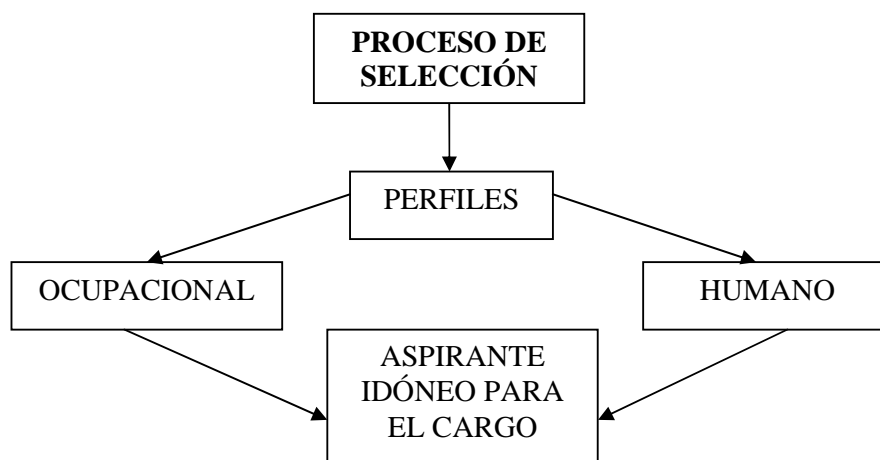 PROCESO DE
SELECCIÓN
PERFILES
OCUPACIONAL
HUMANO
ASPIRANTE
IDÓNEO PARA
EL CARGO